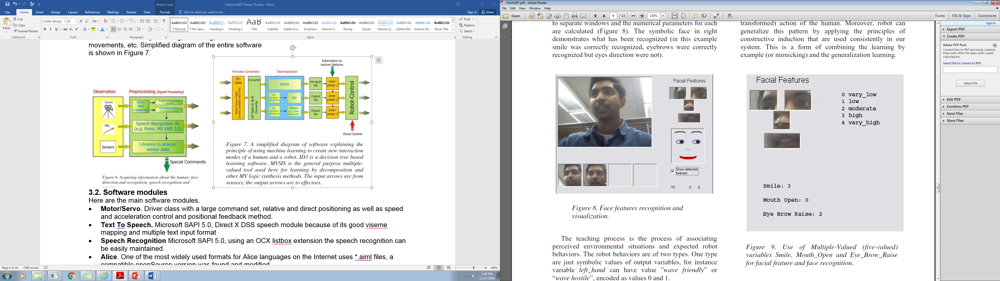 Picture Tools
Hahoe KAIST Robot Theatre - Word
File Home Insert Design Layout References Mailings Review View Format Tell me what you want to do...
Sign in Share
Paste
Cut
Copy
Format Painter
Clipboard
Calibri (Body) 11
Font
Paragraph
AaBbCcDc ¶ Normal
AaBbCcDc ¶ No Spac...
AaBbCc Heading 1
AaBbCcC Heading 2
AaB Title
AaBbCcC Subtitle
AaBbCcDc Subtle Em...
AaBbCcDc Emphasis
AaBbCcDc Intense E...
AaBbCcDc Strong
AaBbCcDc Quote
AaBbCcDc Intense Q...
AABBCCDC Subtle Ref...
AABBCCDC Intense Re...
AaBbCcDc Book Title
Styles
Find
Replace
Select
Editing
movements, etc. Simplified diagram of the entire software
is shown in Figure 7.
Observation
Preprocessing (Signal Processing)
Camera
Inter-
face
(captering)
Mic
Speech-Recognition lib.
(e.g. Fonix, MS SAPI 5.0)
Sensors
Libraries to process
sensor data
Special Commands
Figure 6. Acquiring information about the human: face
detection and recognition, speech recognition and
Information to
recover features
Formate Converters
Decomposition
OF-
Table
Object Feature Table
(human readable ASCII file)
Converter
OF-Table to BLIF
Converter
MVSIS
Pre-
processor
(converter)
Id3
Pre-
processor
(converter)
Others
(e. g. Rein-
forcement)
MV-BLIF
file
Output
file
Output
file
Inter-
preter 1
Inter-
preter 2
Inter-
preter 3
Robot-Control
Direct Control
Figure 7. A simplified diagram of software explaining the
principle of using machine learning to create new interaction
modes of a human and a robot. ID3 is a decision tree based
learning software, MVSIS is the general purpose multiple-
valued tool used here for learning by decomposition and
other MV logic synthesis methods. The input arrows are from
sensors, the output arrows are to effectors.
3.2. Software modules
Here are the main software modules.
• Motor/Servo. Driver class with a large command set, relative and direct positioning as well as speed
and acceleration control and positional feedback method.
• Text To Speech. Microsoft SAPI 5.0, Direct X DSS speech module because of its good viseme
mapping and multiple text input format
• Speech Recognition Microsoft SAPI 5.0, using an OCX listbox extension the speech recognition can
be easily maintained.
• Alice. One of the most widely used formats for Alice languages on the Internet uses *.aiml files, a
compatible openSource version was found and modified
Page 6 of 16 7308 words
196%
1:09 PM
12/27/2016
01423187.pdf - Adobe Reader
File Edit View Window Help
Open 9 / 13 174%
Tools Fill & Sign Comment
Sign In
Export PDF
Create PDF
Adobe PDF Pack
Convert files to PDF and easily combine
them with other file types with a paid
subscription.
Select File to Convert to PDF:
Select File
Edit PDF
Combine PDF
Send Files
Store Files
to separate windows and the numerical parameters for each
are calculated (Figure 8). The symbolic face in right
demonstrates what has been recognized (in this example
smile was correctly recognized, eyebrows were correctly
recognized but eyes direction were not).
Facial Features
Show detected
features
-10 0 0
Figure 8. Face features recognition and
visualization.
The teaching process is the process of associating
perceived environmental situations and expected robot
behaviors. The robot behaviors are of two types. One type
are just symbolic values of output variables, for instance
variable left_hand can have value ”wave friendly” or
“wave hostile”, encoded as values 0 and 1.
transformed) action of the human. Moreover, robot can
generalize this pattern by applying the principles of
constructive induction that are used consistently in our
system. This is a form of combining the learning by
example (or mimicking) and the generalization learning.
Facial Features
0 very_low
1 low
2 moderate
3 high
4 very_high
Smile: 3
Mouth Open: 0
Eye Brow Raise: 2
Figure 9. Use of Multiple-Valued (five-valued)
variables Smile, Mouth_Open and Eye_Brow_Raise
for facial feature and face recognition.